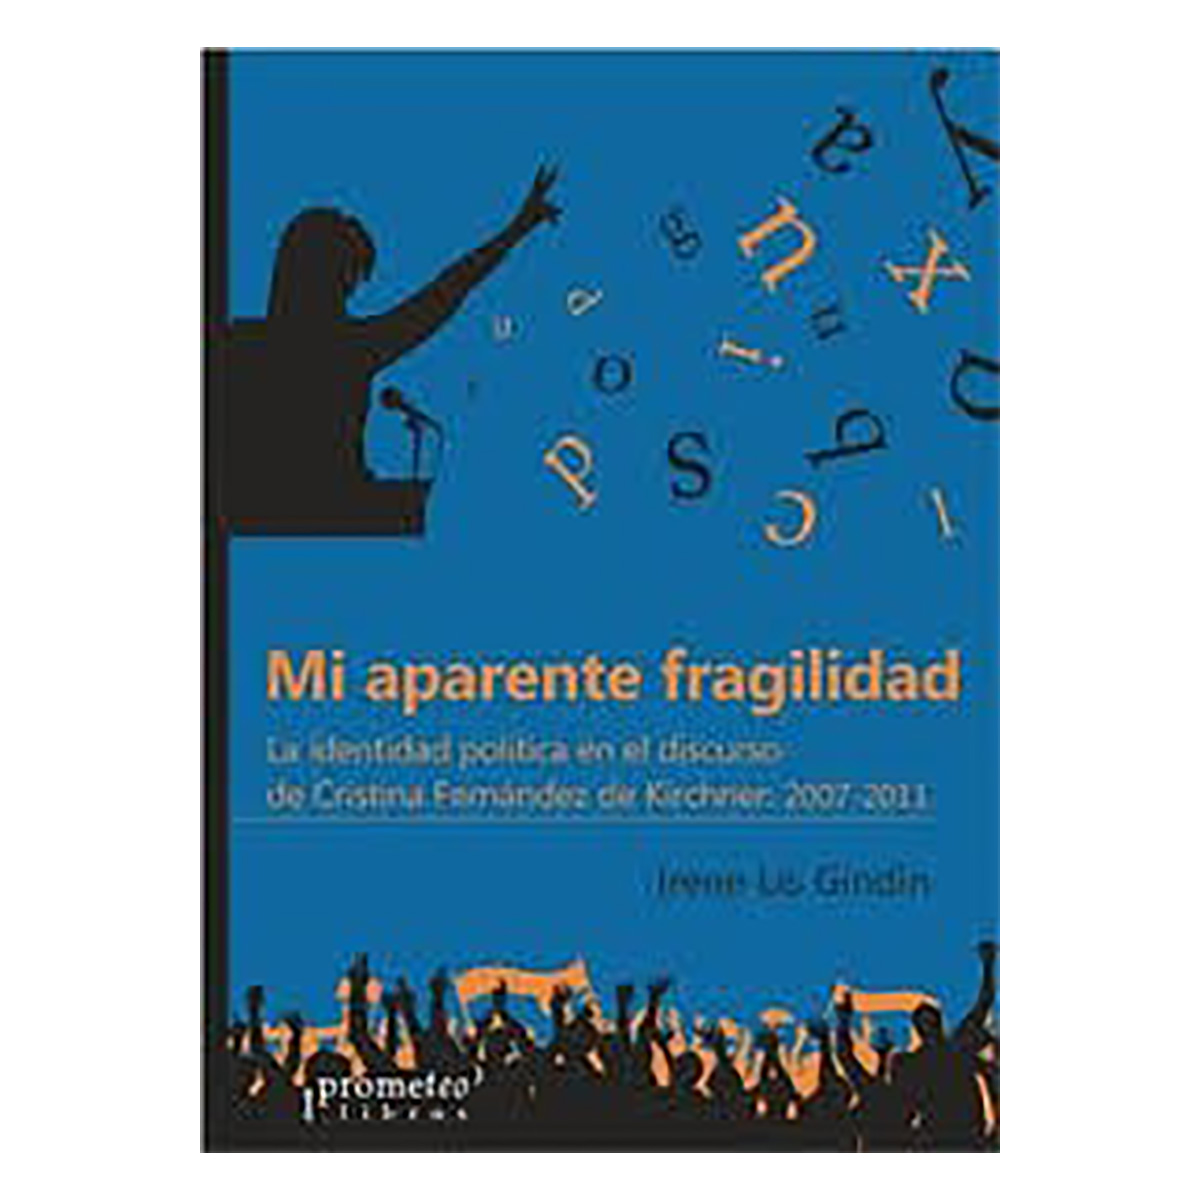 Mi aparente fragilidad
La identidad política en el discurso
de Cristina Fernández de Kirchner. 2007-2011
Irene Lis Gindin
prometeo
libros